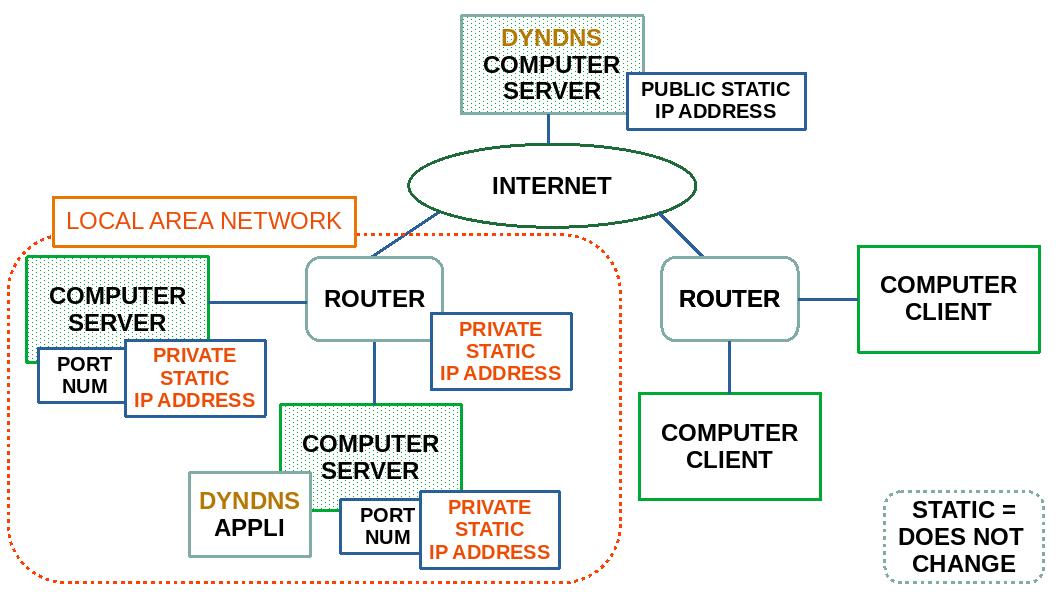 DYNDNS
COMPUTER
SERVER
PUBLIC STATIC
IP ADDRESS
INTERNET
LOCAL AREA NETWORK
COMPUTER
SERVER
PORT
NUM
PRIVATE
STATIC
IP ADDRESS
ROUTER
PRIVATE
STATIC
IP ADDRESS
COMPUTER
SERVER
DYNDNS
APPLI
PORT
NUM
PRIVATE
STATIC
IP ADDRESS
ROUTER
COMPUTER
CLIENT
COMPUTER
CLIENT
STATIC =
DOES NOT
CHANGE